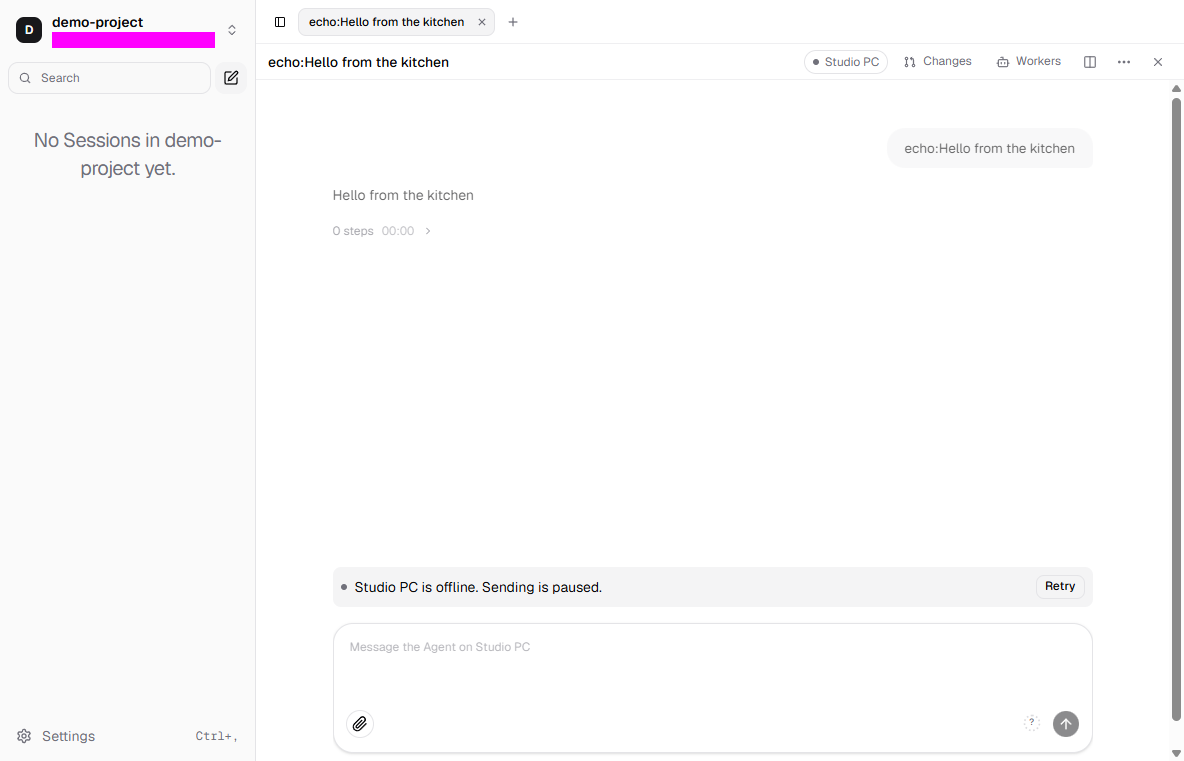 D
demo-project
Search
No Sessions in demo-
project yet.
Settings
Ctrl+,
echo:Hello from the kitchen
echo:Hello from the kitchen
Studio PC
Changes
Workers
echo:Hello from the kitchen
Hello from the kitchen
0 steps 00:00
Studio PC is offline. Sending is paused.
Retry
Message the Agent on Studio PC
?